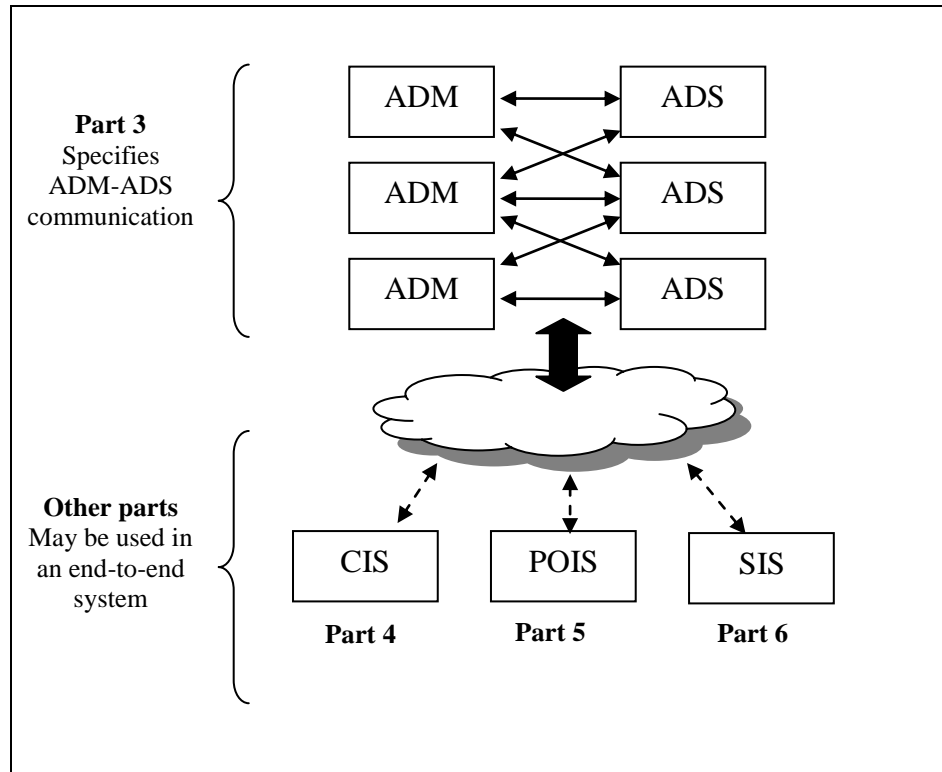 ADM
ADS
Part 3
Specifies
ADM-ADS
communication
ADM
ADS
ADM
ADS
Other parts
May be used in
an end-to-end
system
CIS
POIS
SIS
Part 4
Part 5
Part 6